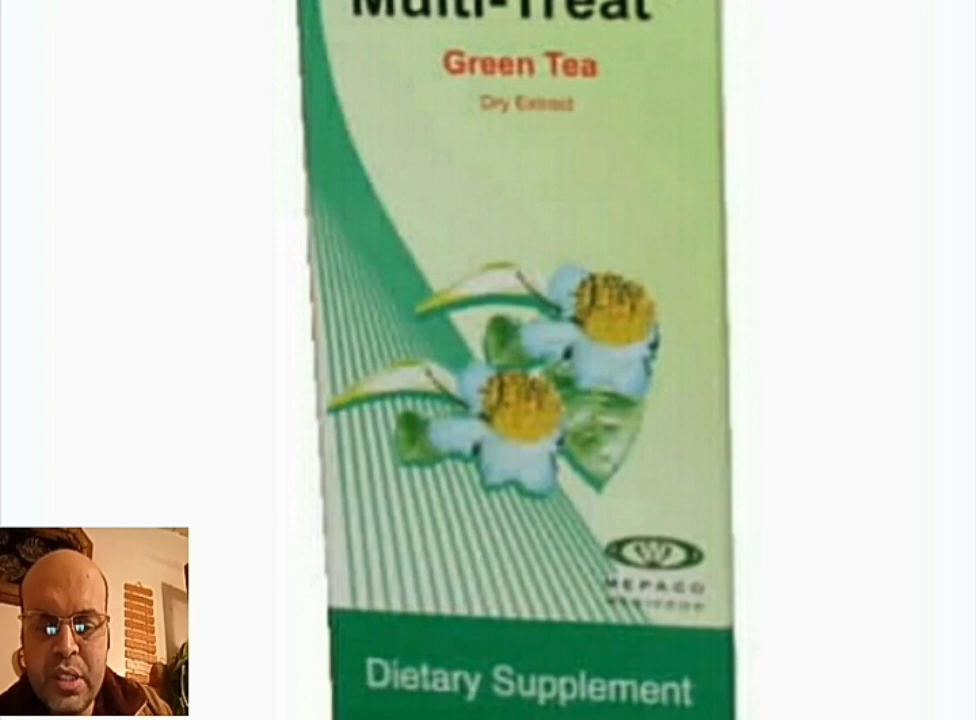 Multi-Treat
Green Tea
Dry Extract
MEPACO
Dietary Supplement